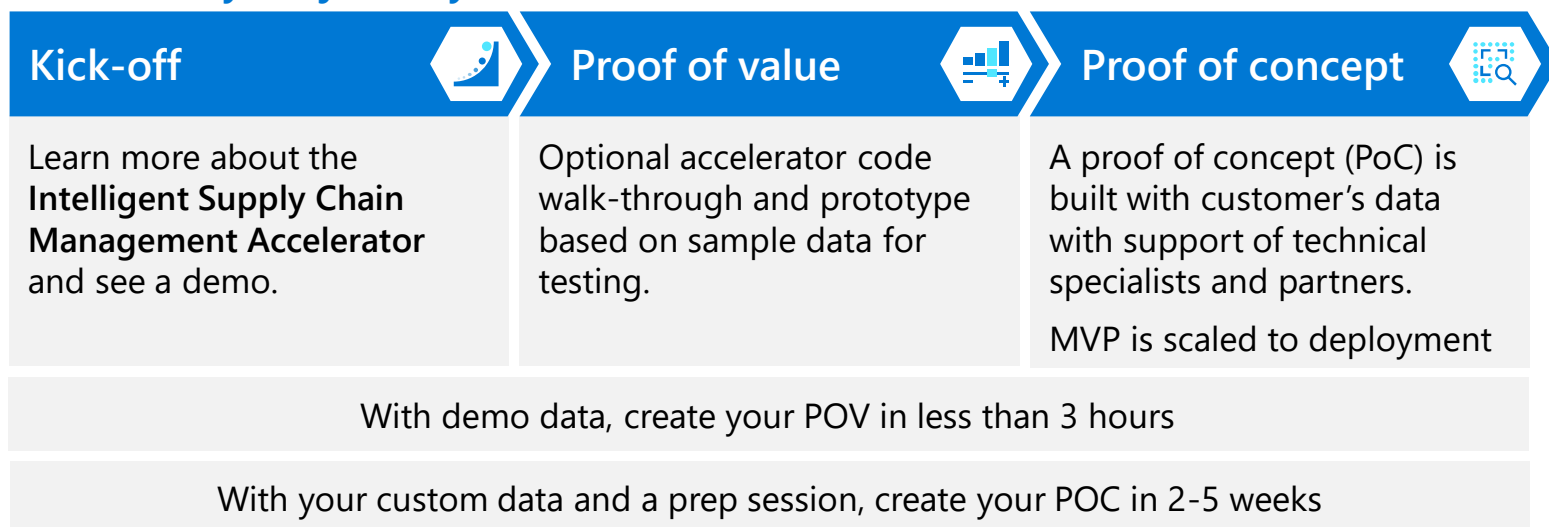 Kick-off
Proof of value
Proof of concept
Learn more about the
Intelligent Supply Chain
Management Accelerator
and see a demo.
Optional accelerator code
walk-through and prototype
based on sample data for
testing.
A proof of concept (PoC) is
built with customer’s data
with support of technical
specialists and partners.
MVP is scaled to deployment
With demo data, create your POV in less than 3 hours
With your custom data and a prep session, create your POC in 2-5 weeks